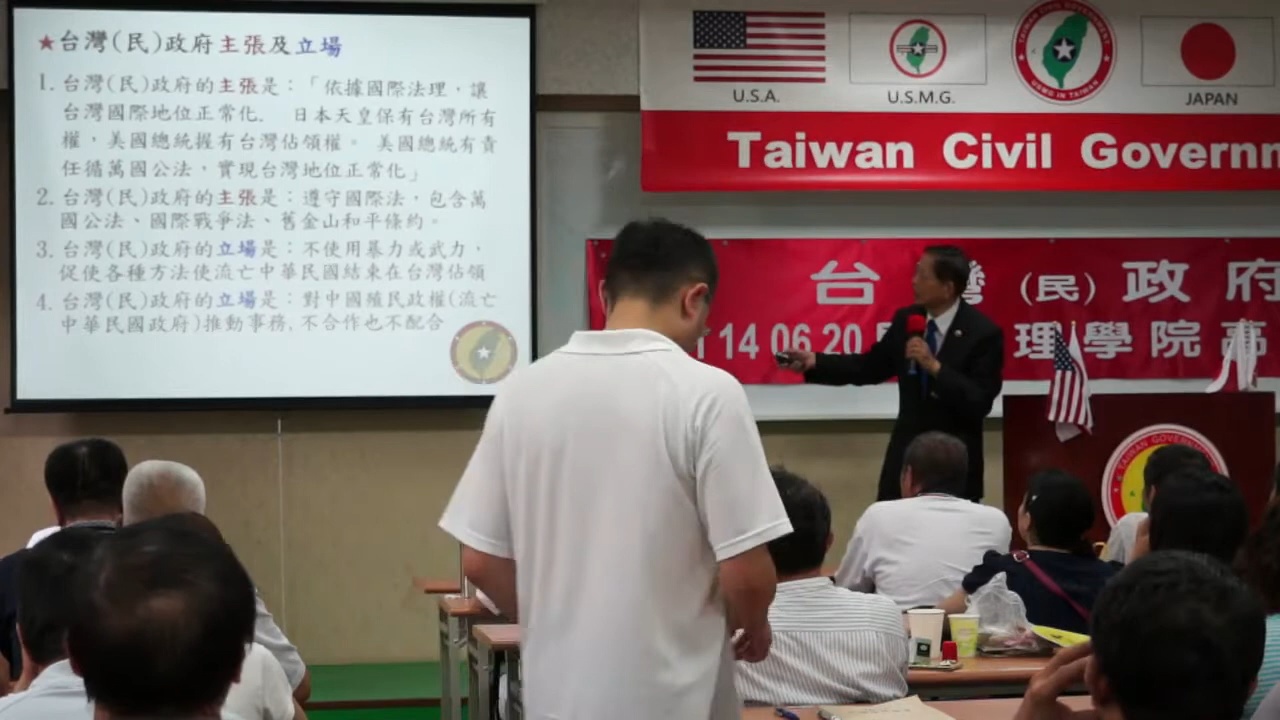 ★台灣(民)政府主張及立場
1. 台灣(民)政府的主張是:「依據國際法理,讓
台灣國際地位正常化. 日本天皇保有台灣所有
權,美國總統握有台灣佔領權。 美國總統有責
任循萬國公法,實現台灣地位正常化」
2. 台灣(民)政府的主張是:遵守國際法,包含萬
國公法、國際戰爭法、舊金山和平條約。
3. 台灣(民)政府的立場是:不使用暴力或武力,
促使各種方法使流亡中華民國結束在台灣佔領
4. 台灣(民)政府的立場是:對中國殖民政權(流亡
中華民國政府)推動事務,不合作也不配合
U.S.A.
U.S.M.G.
TAIWAN CIVIL GOVERNMENT
USMG IN TAIWAN
JAPAN
Taiwan Civil Governm
台灣(民)政府
14 06 20
理學院高
TAIWAN GOVERNMENT